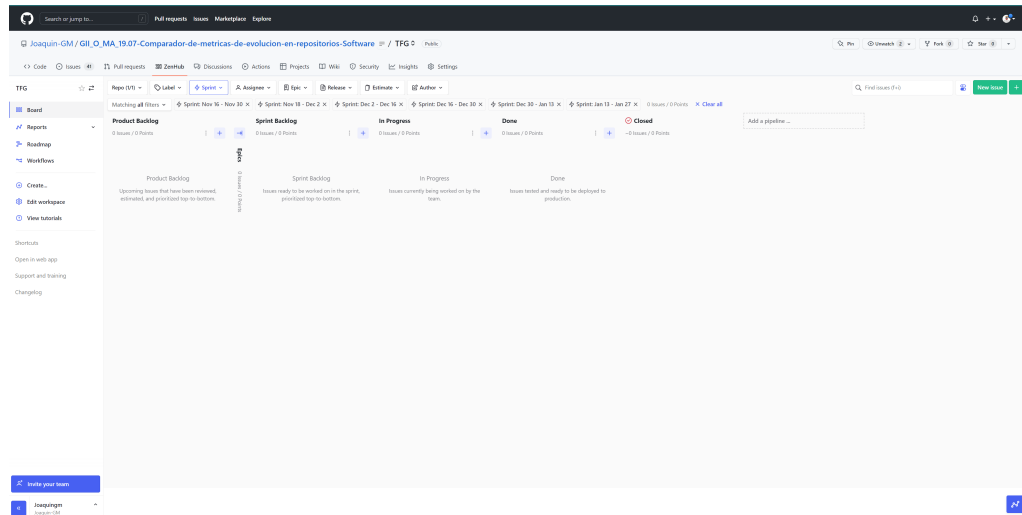 Search or jump to... /
Pull requests Issues Marketplace Explore
Joaquin-GM / GII_O_MA_19.07-Comparador-de-metricas-de-evolucion-en-repositorios-Software / TFG Public
Pin Unwatch 2 Fork 0 Star 0
Code Issues 41 Pull requests ZenHub Discussions Actions Projects Wiki Security Insights Settings
TFG
Board
Reports
Roadmap
Workflows
Create...
Edit workspace
View tutorials
Shortcuts
Open in web app
Support and training
Changelog
Invite your team
Joaquingm
Joaquin-GM
Repo (1/1) Label Sprint Assignee Epic Release Estimate Author
Find issues
New issue
Matching all filters Sprint: Nov 16 - Nov 30 × Sprint: Nov 18 - Dec 2 × Sprint: Dec 2 - Dec 16 × Sprint: Dec 16 - Dec 30 × Sprint: Dec 30 - Jan 13 × Sprint: Jan 13 - Jan 27 × 0 issues / 0 Points × Clear all
Product Backlog
0 Issues / 0 Points
Product Backlog
Upcoming Issues that have been reviewed,
estimated, and prioritized top-to-bottom.
Epics 0 Issues / 0 Points
Sprint Backlog
0 Issues / 0 Points
Sprint Backlog
Issues ready to be worked on in the sprint,
prioritized top-to-bottom.
In Progress
0 Issues / 0 Points
In Progress
Issues currently being worked on by the
team.
Done
0 Issues / 0 Points
Done
Issues tested and ready to be deployed to
production.
Closed
~0 Issues / 0 Points
Add a pipeline ...